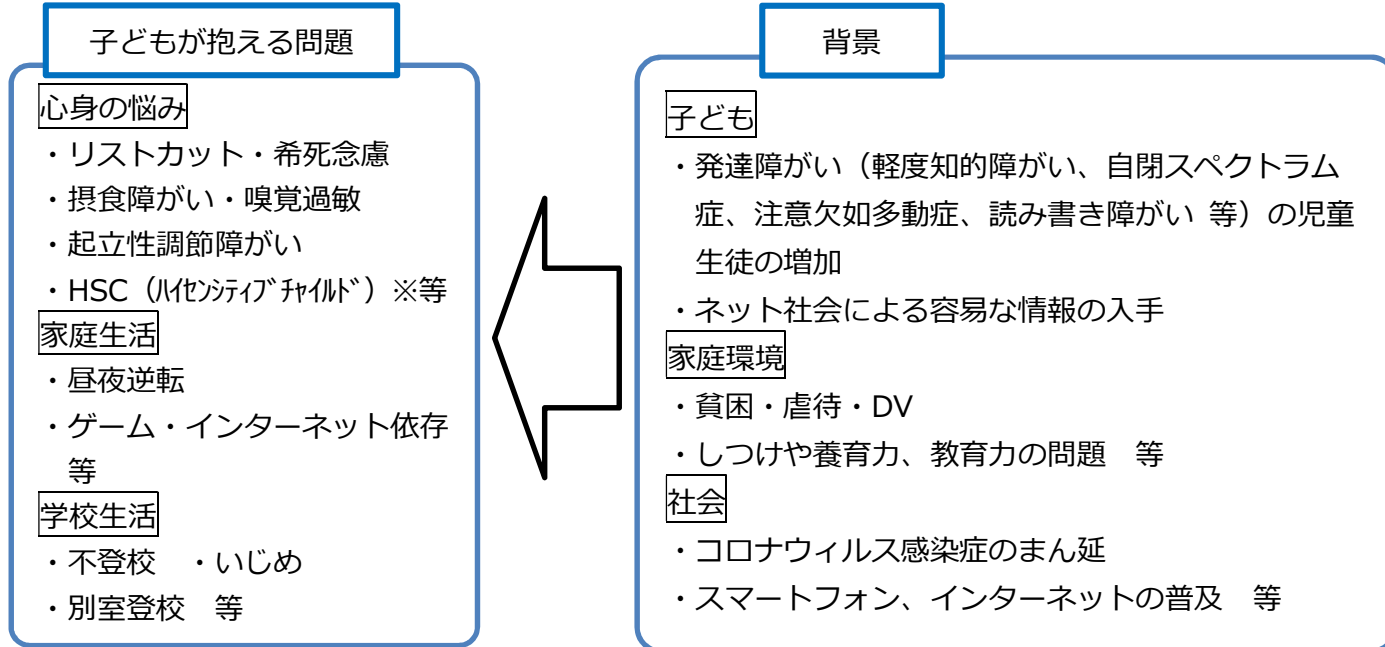 子どもが抱える問題
心身の悩み
・リストカット・希死念慮
・摂食障がい・嗅覚過敏
・起立性調節障がい
・HSC（ﾊｲｾﾝｼﾃｨﾌﾞﾁｬｲﾙﾄﾞ）※等
家庭生活
・昼夜逆転
・ゲーム・インターネット依存
等
学校生活
・不登校　・いじめ
・別室登校　等
背景
子ども
・発達障がい（軽度知的障がい、自閉スペクトラム
症、注意欠如多動症、読み書き障がい 等）の児童
生徒の増加
・ネット社会による容易な情報の入手
家庭環境
・貧困・虐待・DV
・しつけや養育力、教育力の問題　等
社会
・コロナウィルス感染症のまん延
・スマートフォン、インターネットの普及　等